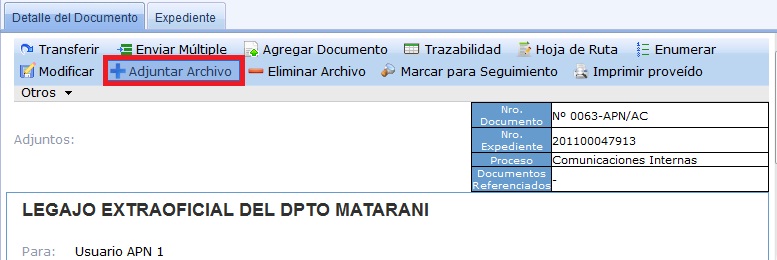 Detalle del Documento Expediente
Transferir Enviar Múltiple Agregar Documento Trazabilidad Hoja de Ruta Enumerar
Modificar Adjuntar Archivo Eliminar Archivo Marcar para Seguimiento Imprimir proveído
Otros
Nro. Documento Nº 0063-APN/AC
Adjuntos:
Nro. Expediente 201100047913
Proceso Comunicaciones Internas
Documentos Referenciados -
LEGAJO EXTRAOFICIAL DEL DPTO MATARANI
Para: Usuario APN 1